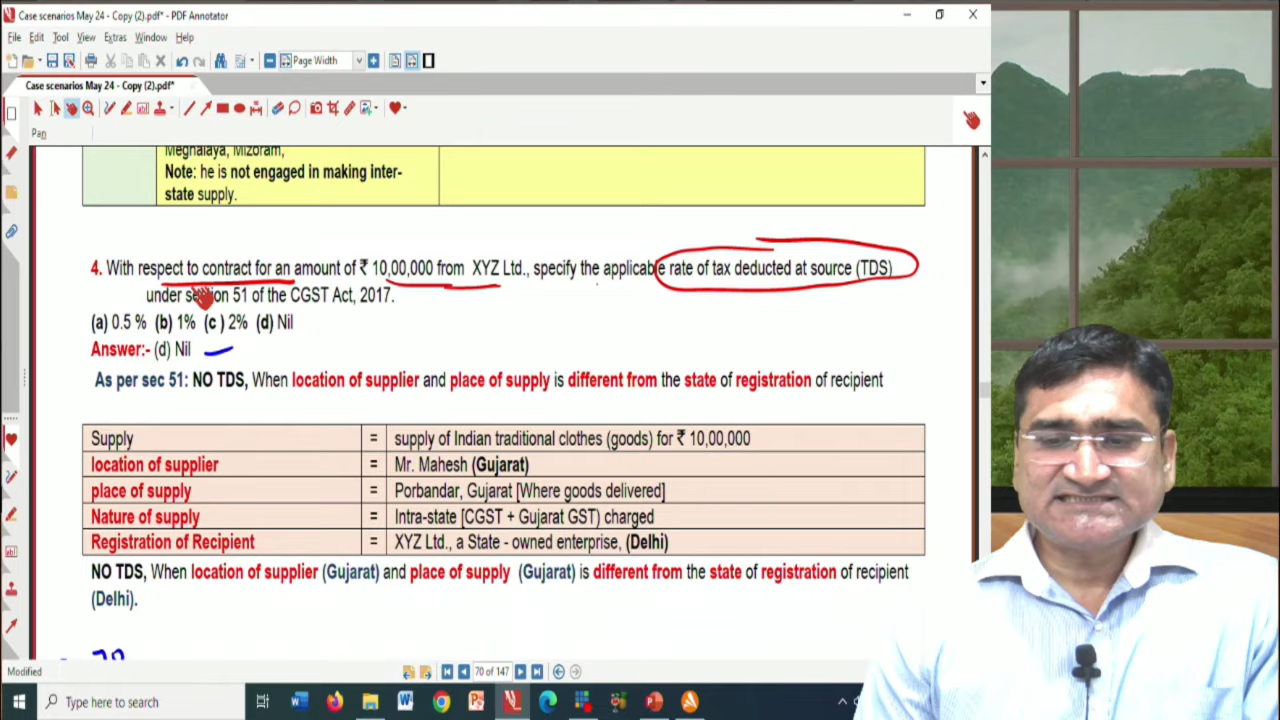 Case scenarios May 24 - Copy (2).pdf* - PDF Annotator
File Edit Tool View Extras Window Help
Page Width
Case scenarios May 24 - Copy (2).pdf*
Pan
Meghalaya, Mizoram,
Note: he is not engaged in making inter-
state supply.
4. With respect to contract for an amount of ₹ 10,00,000 from XYZ Ltd., specify the applicable rate of tax deducted at source (TDS)
under section 51 of the CGST Act, 2017.
(a) 0.5 % (b) 1% (c ) 2% (d) Nil
Answer:- (d) Nil
As per sec 51: NO TDS, When location of supplier and place of supply is different from the state of registration of recipient
Supply = supply of Indian traditional clothes (goods) for ₹ 10,00,000
location of supplier = Mr. Mahesh (Gujarat)
place of supply = Porbandar, Gujarat [Where goods delivered]
Nature of supply = Intra-state [CGST + Gujarat GST) charged
Registration of Recipient = XYZ Ltd., a State - owned enterprise, (Delhi)
NO TDS, When location of supplier (Gujarat) and place of supply (Gujarat) is different from the state of registration of recipient
(Delhi).
Modified
70 of 147
Type here to search